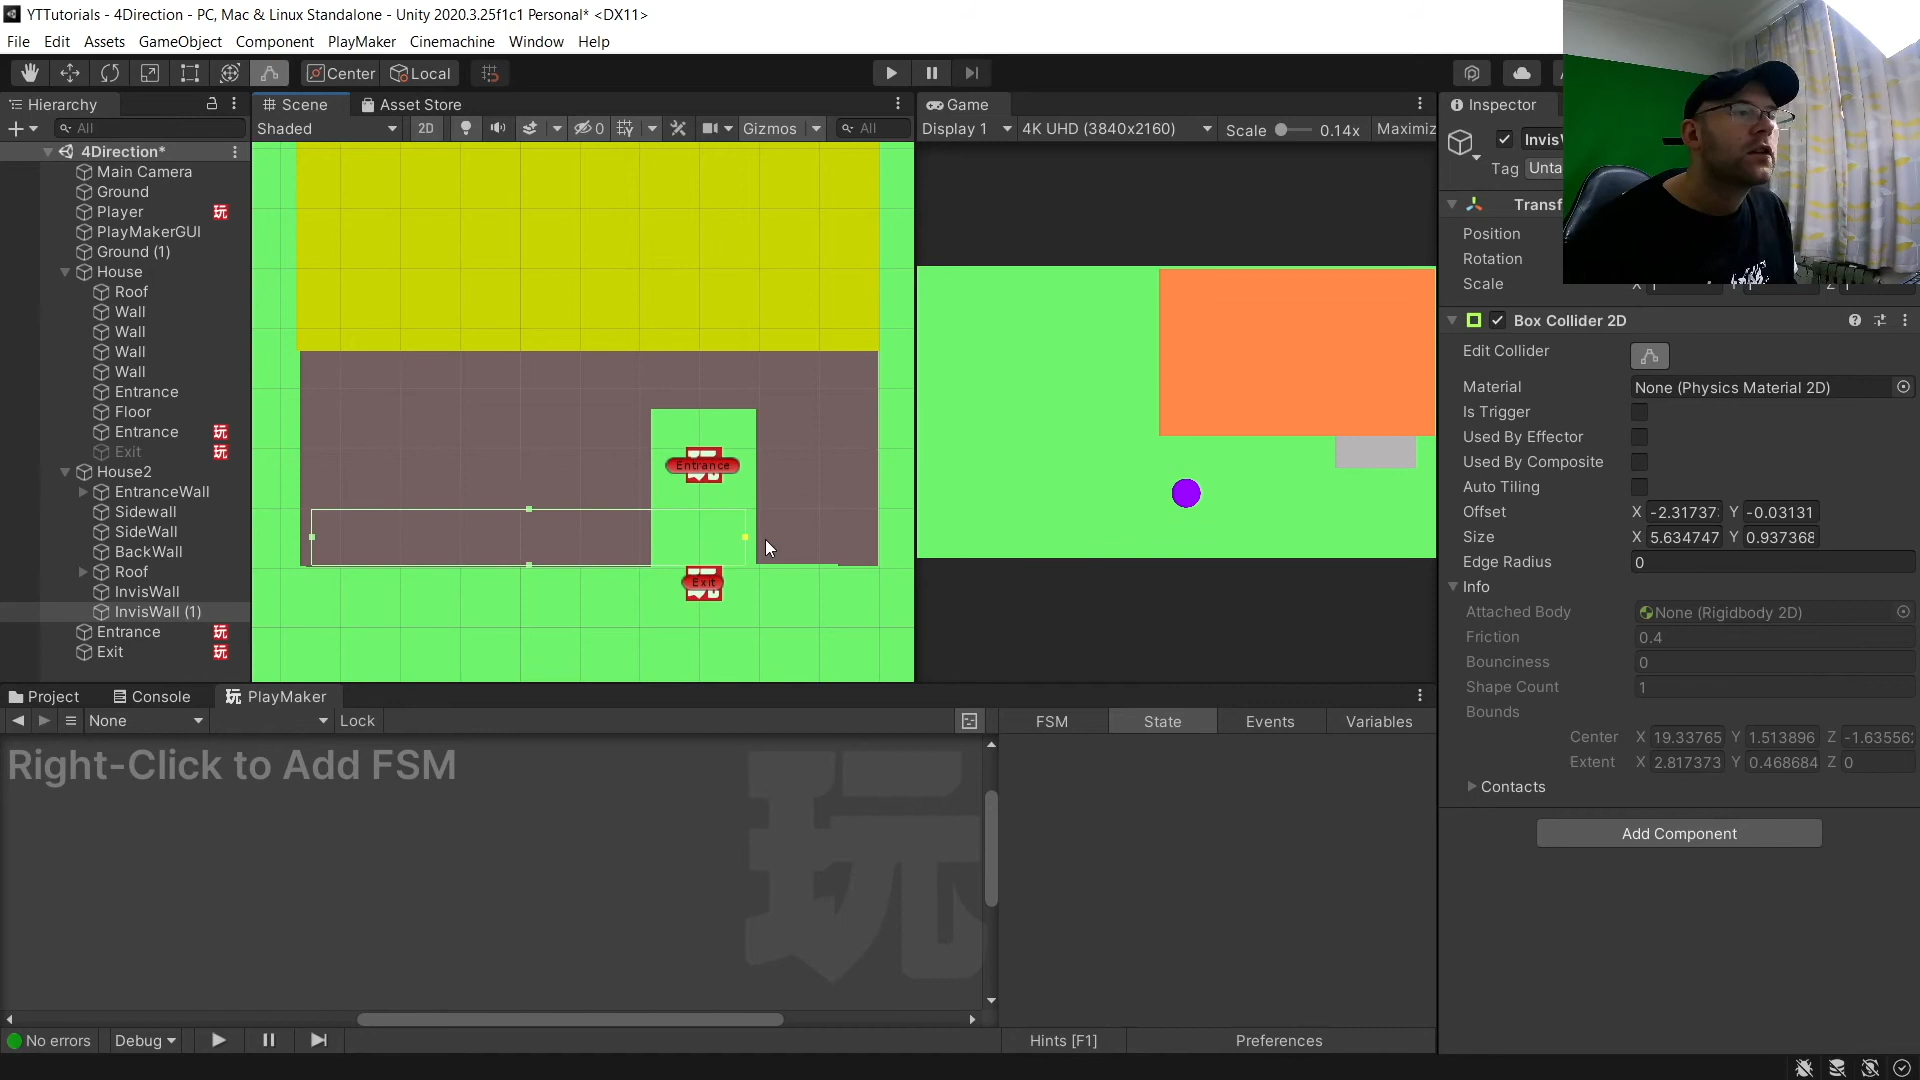 YTTutorials - 4Direction - PC, Mac & Linux Standalone - Unity 2020.3.25f1c1 Personal* <DX11>
File Edit Assets GameObject Component PlayMaker Cinemachine Window Help
Center Local
Hierarchy
All
4Direction*
Main Camera
Ground
Player 玩
PlayMakerGUI
Ground (1)
House
Roof
Wall
Wall
Wall
Wall
Entrance
Floor
Entrance 玩
Exit 玩
House2
EntranceWall
Sidewall
SideWall
BackWall
Roof
InvisWall
InvisWall (1)
Entrance 玩
Exit 玩
Scene Asset Store
Shaded 2D 0 Gizmos All
Entrance
Exit
Game
Display 1 4K UHD (3840x2160) Scale 0.14x Maximiz
Inspector
Tag Unta
Position
Rotation
Scale
Box Collider 2D
Edit Collider
Material None (Physics Material 2D)
Is Trigger
Used By Effector
Used By Composite
Auto Tiling
Offset X -2.317373 Y -0.03131
Size X 5.634747 Y 0.937368
Edge Radius 0
Info
Attached Body None (Rigidbody 2D)
Friction 0.4
Bounciness 0
Shape Count 1
Bounds
Center X 19.33765 Y 1.513896 Z -1.63556
Extent X 2.817373 Y 0.468684 Z 0
Contacts
Add Component
Project Console 玩 PlayMaker
None Lock
Right-Click to Add FSM
玩
FSM State Events Variables
No errors Debug
Hints [F1] Preferences